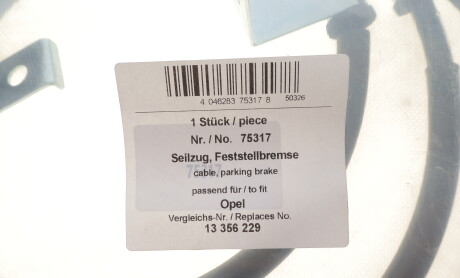 4 046283 75317 8 50326
1 Stück / piece
Nr. / No. 75317
Seilzug, Feststellbremse
cable, parking brake
passend für / to fit
Opel
Vergleichs-Nr. / Replaces No.
13 356 229